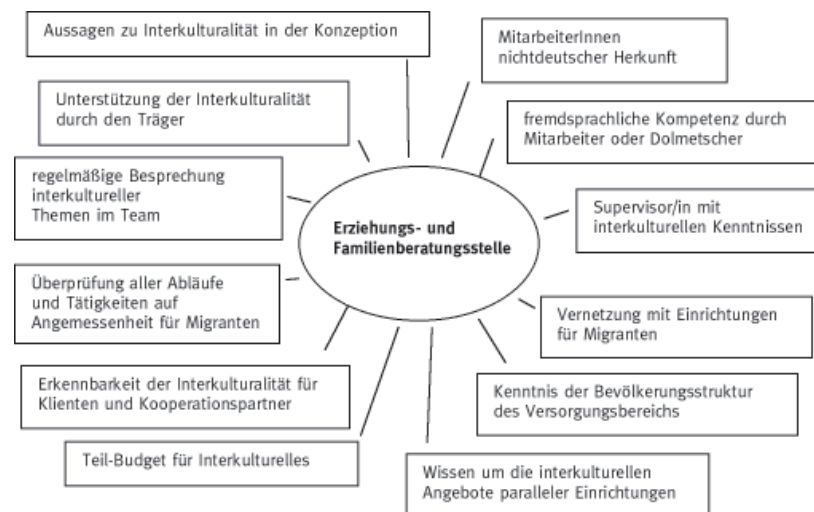 Aussagen zu Interkulturalität in der Konzeption
MitarbeiterInnen
nichtdeutscher Herkunft
Unterstützung der Interkulturalität
durch den Träger
fremdsprachliche Kompetenz durch
Mitarbeiter oder Dolmetscher
regelmäßige Besprechung
interkultureller
Themen im Team
Erziehungs- und
Familienberatungsstelle
Supervisor/in mit
interkulturellen Kenntnissen
Überprüfung aller Abläufe
und Tätigkeiten auf
Angemessenheit für Migranten
Vernetzung mit Einrichtungen
für Migranten
Erkennbarkeit der Interkulturalität für
Klienten und Kooperationspartner
Kenntnis der Bevölkerungsstruktur
des Versorgungsbereichs
Teil-Budget für Interkulturelles
Wissen um die interkulturellen
Angebote paralleler Einrichtungen